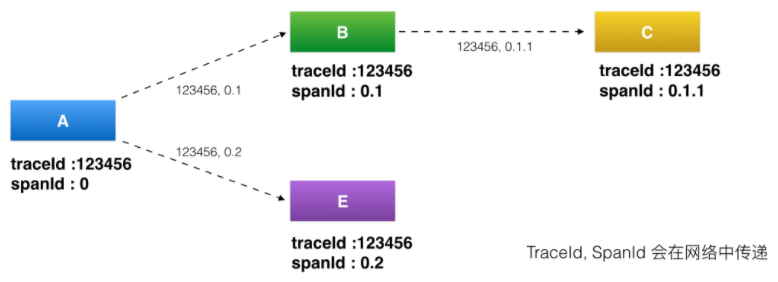 B
123456, 0.1.1
C
traceId :123456
spanId : 0.1
traceId :123456
spanId : 0.1.1
123456, 0.1
A
123456, 0.2
traceId :123456
spanId : 0
E
traceId :123456
spanId : 0.2
TraceId, SpanId 会在网络中传递